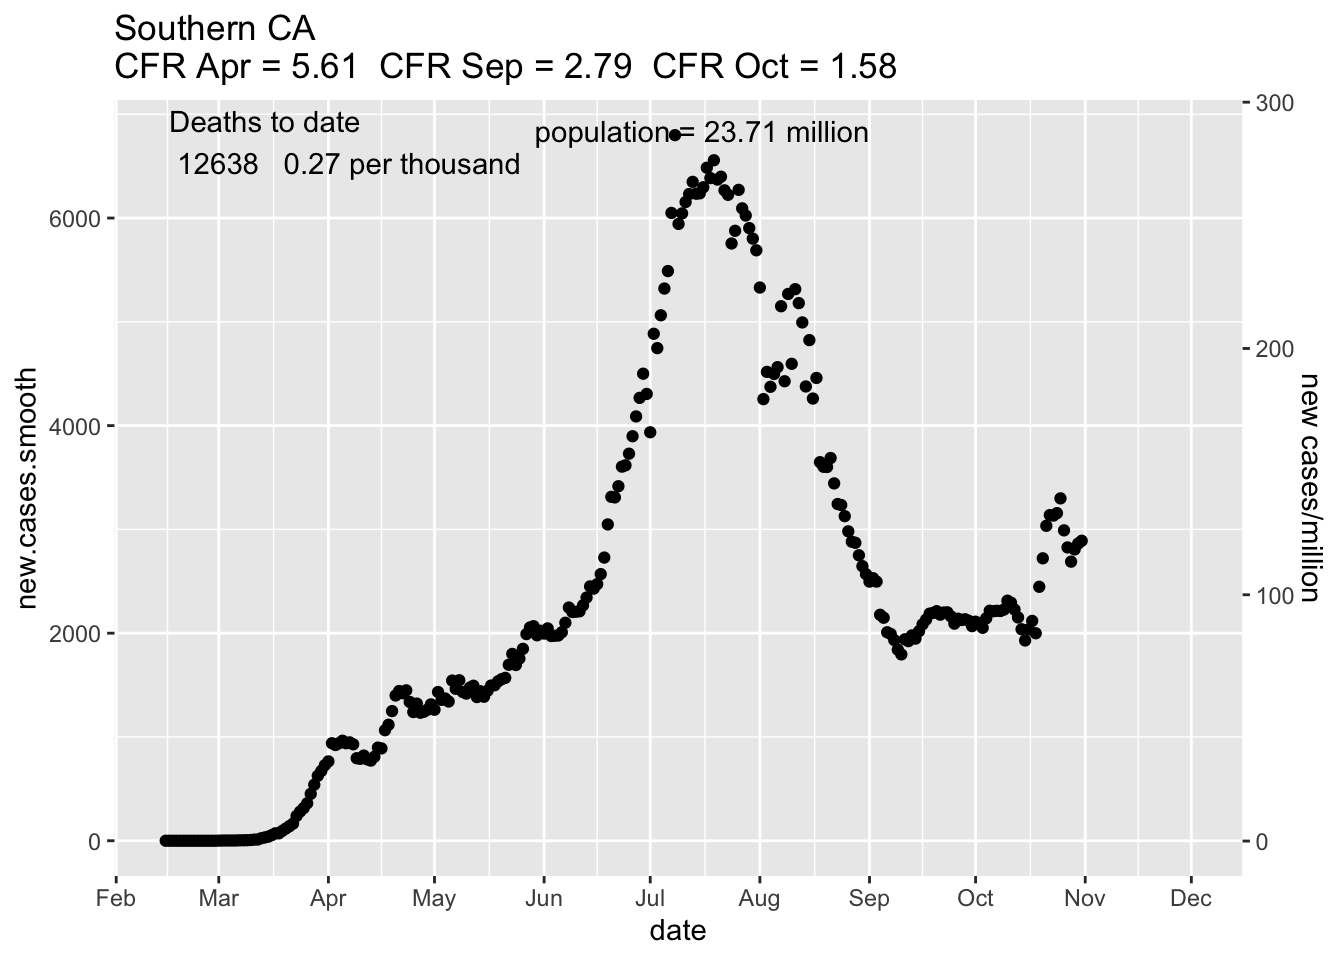 Southern CA
CFR Apr = 5.61  CFR Sep = 2.79  CFR Oct = 1.58
Deaths to date
12638   0.27 per thousand
population = 23.71 million
new.cases.smooth
6000
4000
2000
0
300
200
100
0
new cases/million
Feb Mar Apr May Jun Jul Aug Sep Oct Nov Dec
date